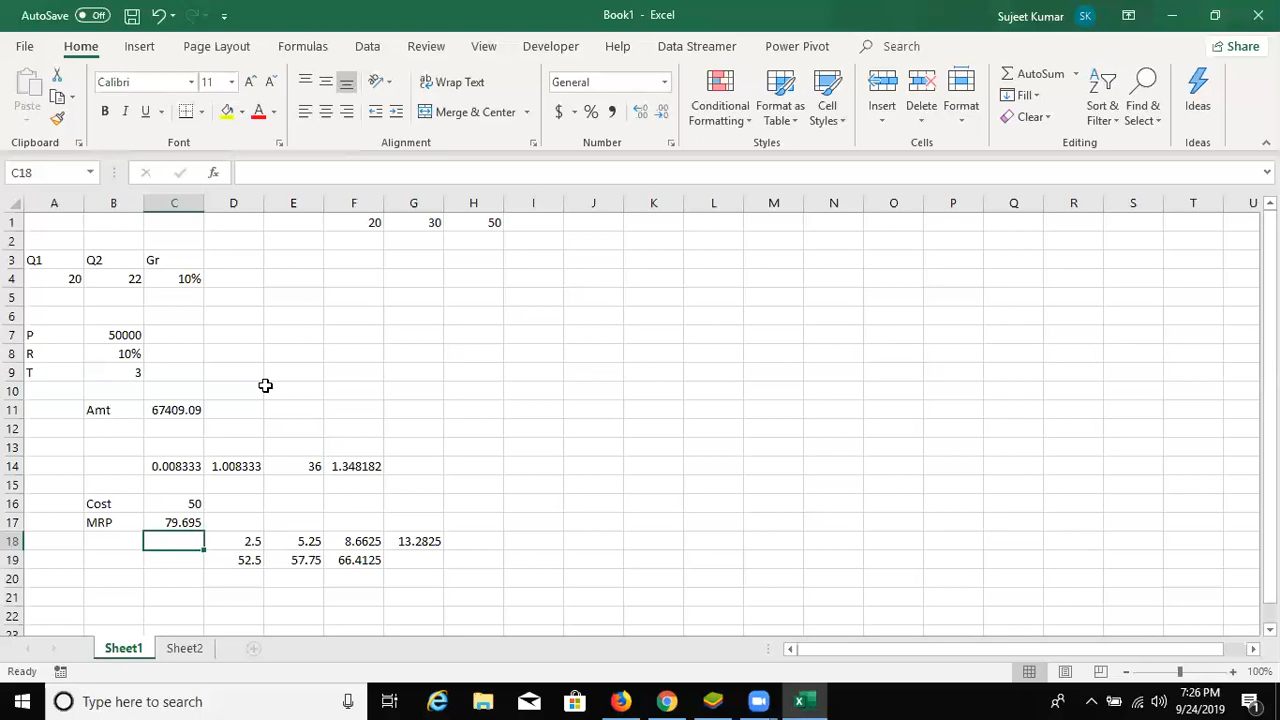 AutoSave Off Book1 - Excel Sujeet Kumar SK
File Home Insert Page Layout Formulas Data Review View Developer Help Data Streamer Power Pivot Search Share
Paste Calibri 11 A A Wrap Text General Conditional Formatting Format as Table Cell Styles Insert Delete Format AutoSum Sort & Filter Find & Select Ideas
B I U A Merge & Center $ % , Fill
Clear
Clipboard Font Alignment Number Styles Cells Editing Ideas
C18 fx
A B C D E F G H I J K L M N O P Q R S T U
1 20 30 50
2
3 Q1 Q2 Gr
4 20 22 10%
5
6
7 P 50000
8 R 10%
9 T 3
10
11 Amt 67409.09
12
13
14 0.008333 1.008333 36 1.348182
15
16 Cost 50
17 MRP 79.695
18 2.5 5.25 8.6625 13.2825
19 52.5 57.75 66.4125
20
21
22
23
Sheet1 Sheet2
Ready 100%
Type here to search 7:26 PM
9/24/2019 1